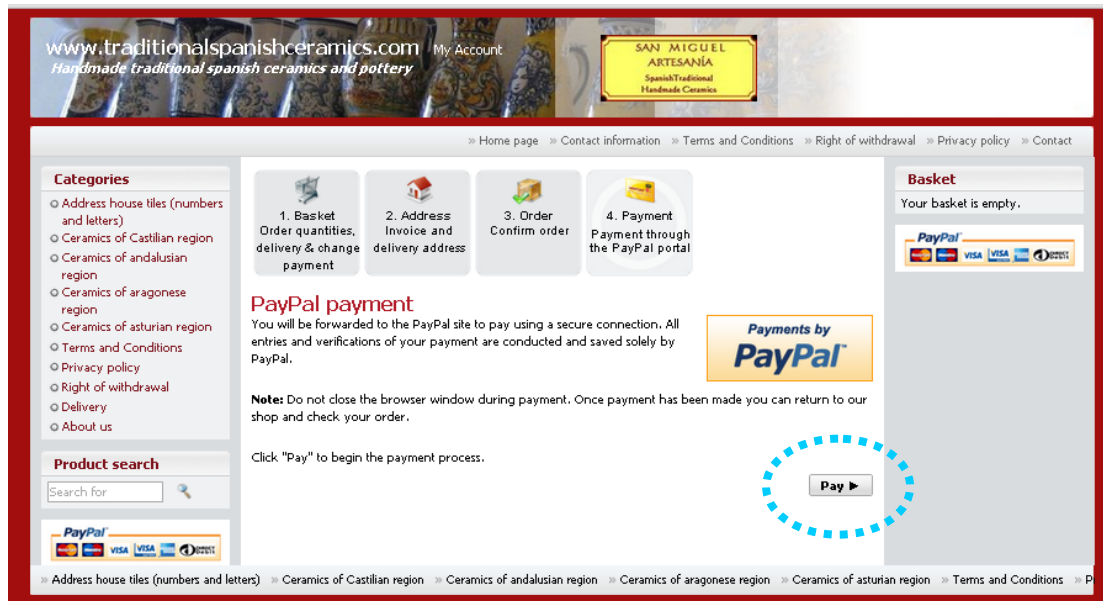 www.traditionalspanishceramics.com My Account
Handmade traditional spanish ceramics and pottery
SAN MIGUEL
ARTESANÍA
SpanishTraditional
Handmade Ceramics
» Home page » Contact information » Terms and Conditions » Right of withdrawal » Privacy policy » Contact
Categories
Address house tiles (numbers
and letters)
Ceramics of Castilian region
Ceramics of andalusian
region
Ceramics of aragonese
region
Ceramics of asturian region
Terms and Conditions
Privacy policy
Right of withdrawal
Delivery
About us
Product search
Search for
PayPal
VISA VISA DIRECT Debit
1. Basket
Order quantities,
delivery & change
payment
2. Address
Invoice and
delivery address
3. Order
Confirm order
4. Payment
Payment through
the PayPal portal
PayPal payment
You will be forwarded to the PayPal site to pay using a secure connection. All
entries and verifications of your payment are conducted and saved solely by
PayPal.
Payments by
PayPal™
Note: Do not close the browser window during payment. Once payment has been made you can return to our
shop and check your order.
Click "Pay" to begin the payment process.
Pay ►
Basket
Your basket is empty.
PayPal
VISA VISA DIRECT Debit
» Address house tiles (numbers and letters) » Ceramics of Castilian region » Ceramics of andalusian region » Ceramics of aragonese region » Ceramics of asturian region » Terms and Conditions » P